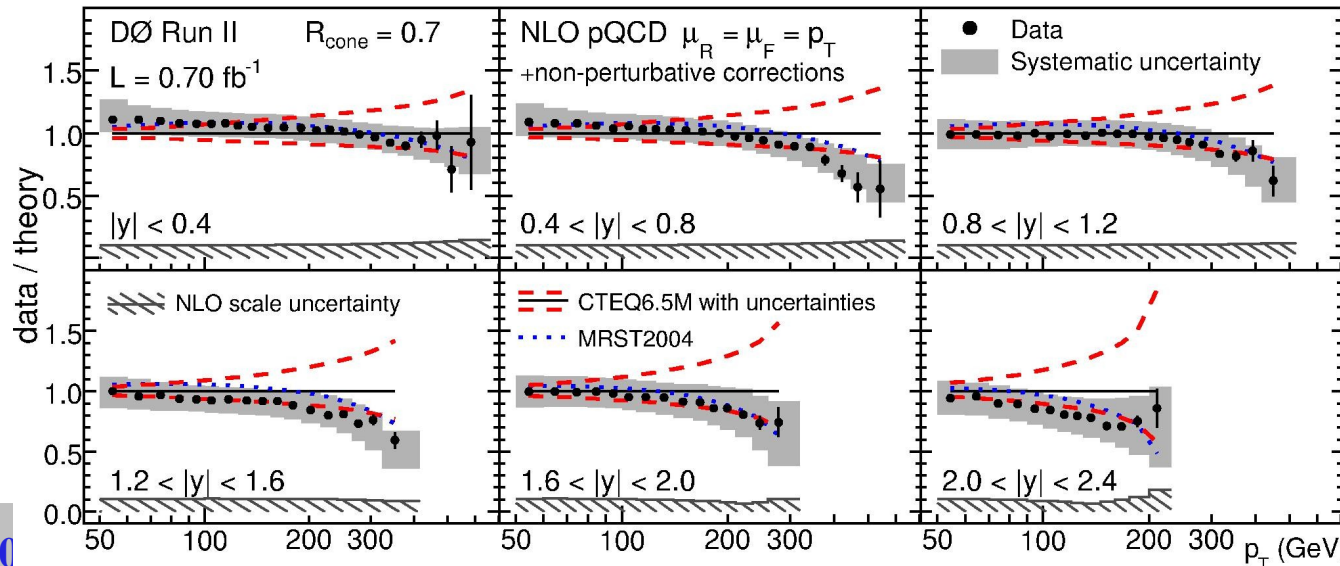 DØ Run II R_cone = 0.7
L = 0.70 fb⁻¹
NLO pQCD μ_R = μ_F = p_T
+non-perturbative corrections
Data
Systematic uncertainty
1.5
1.0
0.5
|y| < 0.4
0.4 < |y| < 0.8
0.8 < |y| < 1.2
data / theory
NLO scale uncertainty
CTEQ6.5M with uncertainties
MRST2004
1.5
1.0
0.5
0.0
1.2 < |y| < 1.6
1.6 < |y| < 2.0
2.0 < |y| < 2.4
50 100 200 300
50 100 200 300
50 100 200 300 p_T (GeV
0